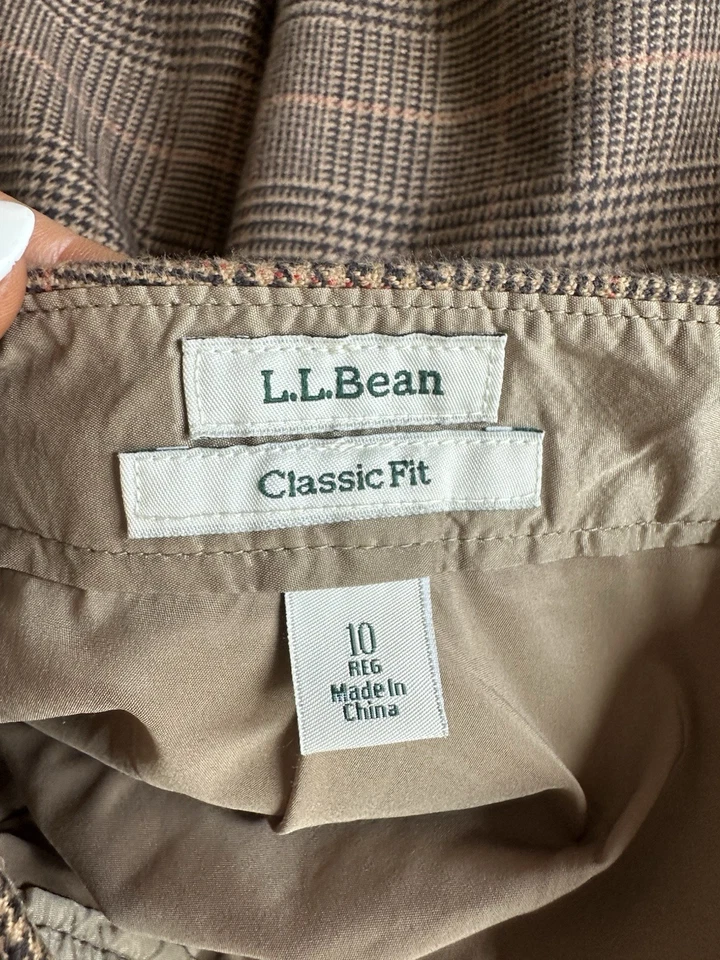 L.L.Bean
Classic Fit
10
REG
Made In
China